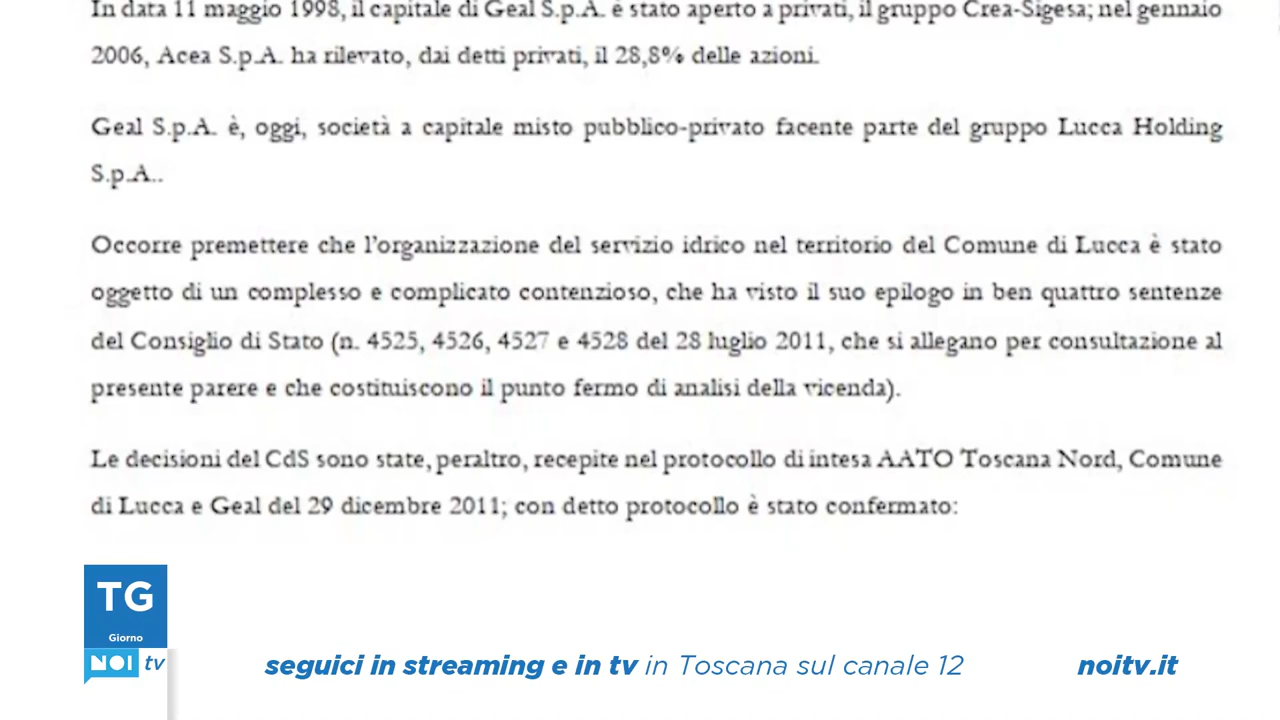 In data 11 maggio 1998, il capitale di Geal S.p.A. è stato aperto a privati, il gruppo Crea-Sigesa; nel gennaio
2006, Acea S.p.A. ha rilevato, dai detti privati, il 28,8% delle azioni.
Geal S.p.A. è, oggi, società a capitale misto pubblico-privato facente parte del gruppo Lucca Holding
S.p.A..
Occorre premettere che l'organizzazione del servizio idrico nel territorio del Comune di Lucca è stato
oggetto di un complesso e complicato contenzioso, che ha visto il suo epilogo in ben quattro sentenze
del Consiglio di Stato (n. 4525, 4526, 4527 e 4528 del 28 luglio 2011, che si allegano per consultazione al
presente parere e che costituiscono il punto fermo di analisi della vicenda).
Le decisioni del CdS sono state, peraltro, recepite nel protocollo di intesa AATO Toscana Nord, Comune
di Lucca e Geal del 29 dicembre 2011; con detto protocollo è stato confermato:
TG
Giorno
NOI tv
seguici in streaming e in tv in Toscana sul canale 12
noitv.it